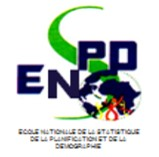 ENSPD
ECOLE NATIONALE DE LA STATISTIQUE
DE LA PLANIFICATION ET DE LA
DEMOGRAPHIE